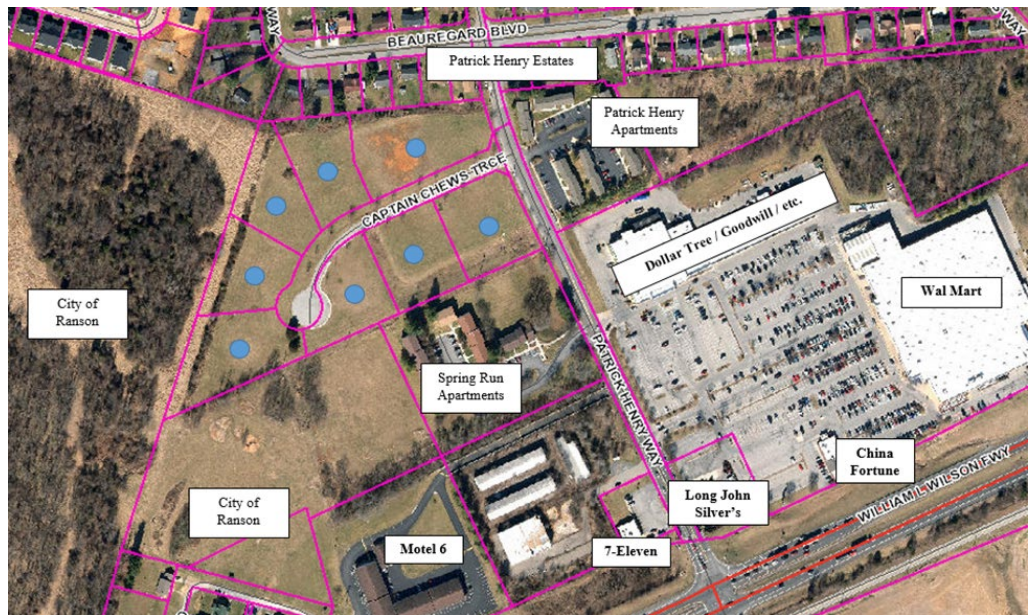 WAY
BEAUREGARD BLVD
Patrick Henry Estates
Patrick Henry
Apartments
CAPTAIN CHEWS TRCE
Dollar Tree / Goodwill / etc.
Wal Mart
City of
Ranson
Spring Run
Apartments
PATRICK HENRY WAY
China
Fortune
WILLIAM L WILSON FWY
City of
Ranson
Long John
Silver's
Motel 6
7-Eleven